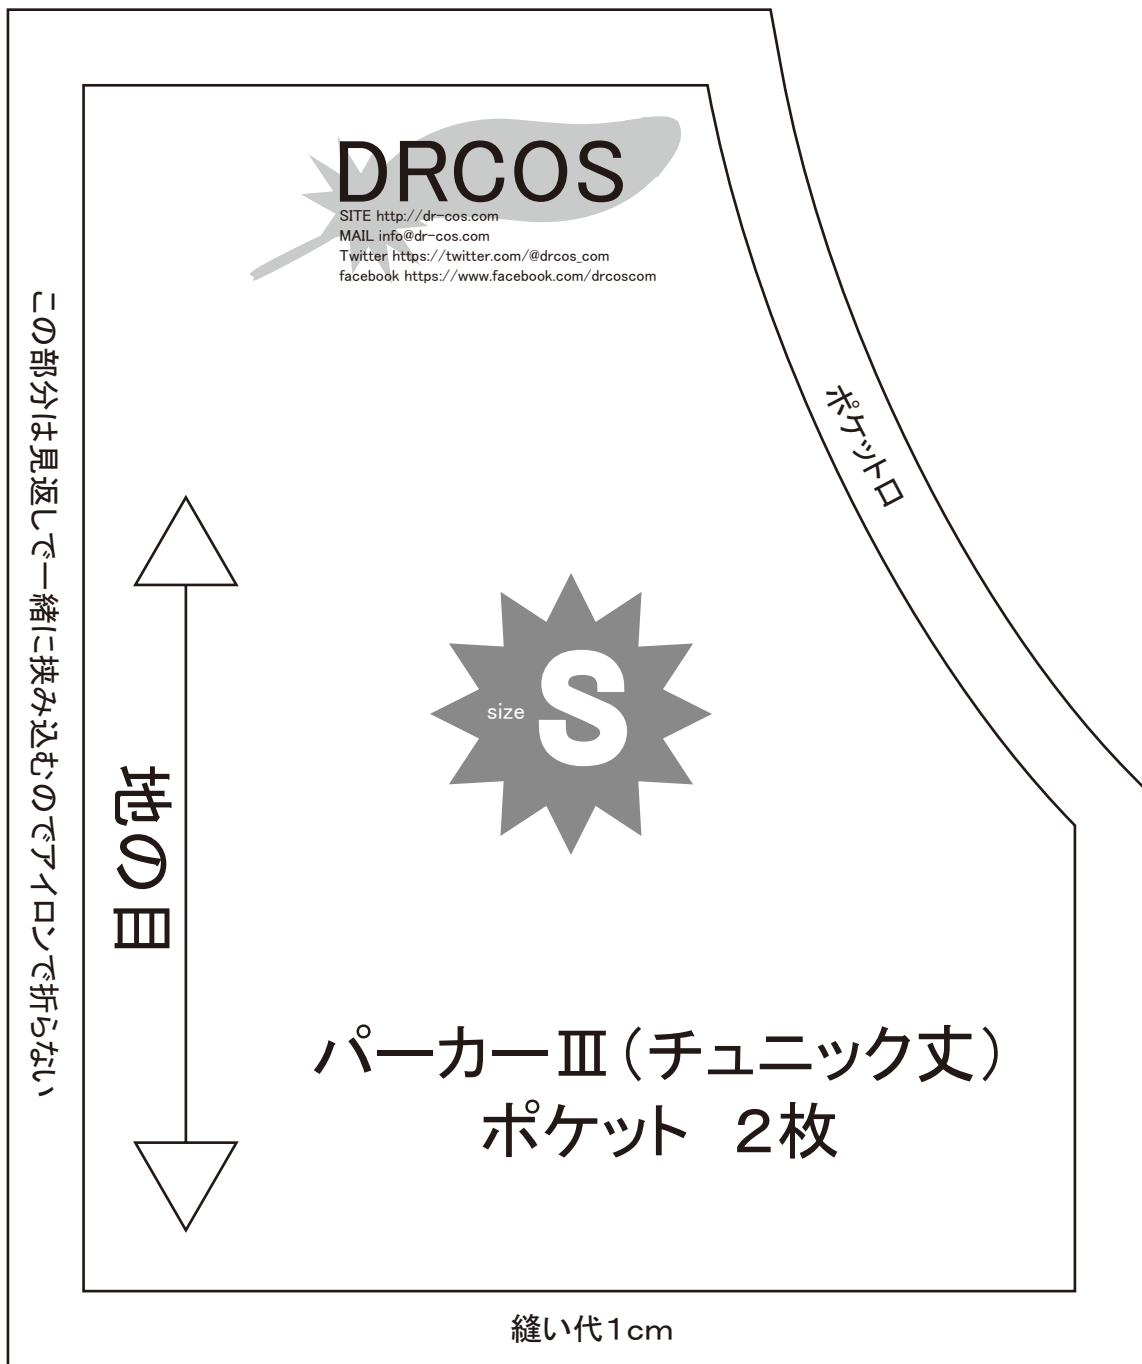 DRCOS
SITE http://dr-cos.com
MAIL info@dr-cos.com
Twitter https://twitter.com/@drcos_com
facebook https://www.facebook.com/drcoscom
この部分は見返しで一緒に挟み込むのでアイロンで折らない
ポケット口
size S
地の目
パーカーⅢ(チュニック丈)
ポケット ２枚
縫い代1cm